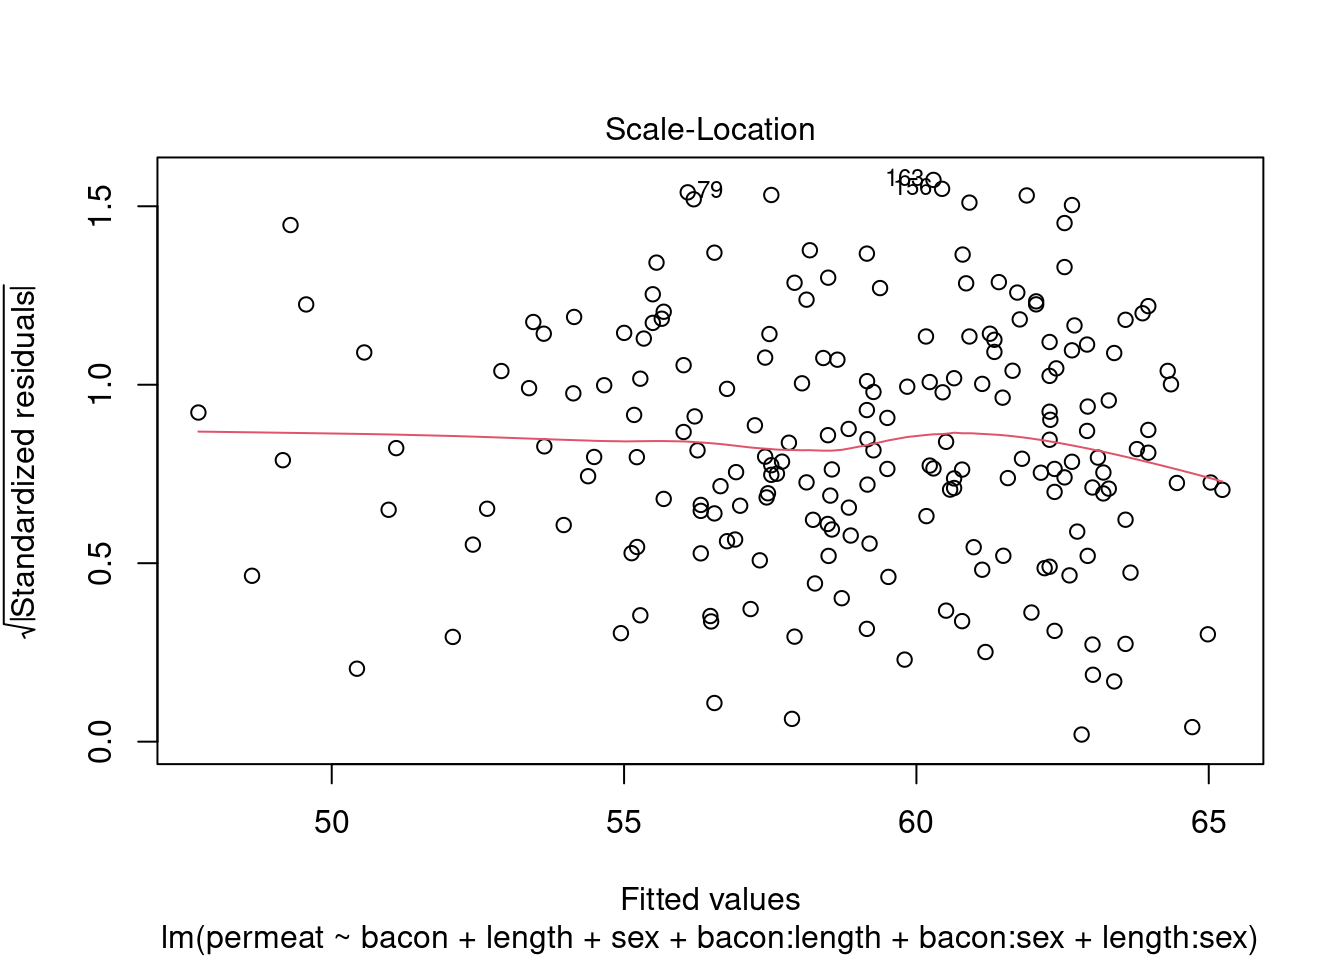 Scale-Location
√|Standardized residuals|
1.5
1.0
0.5
0.0
79
163
156
50
55
60
65
Fitted values
lm(permeat ~ bacon + length + sex + bacon:length + bacon:sex + length:sex)